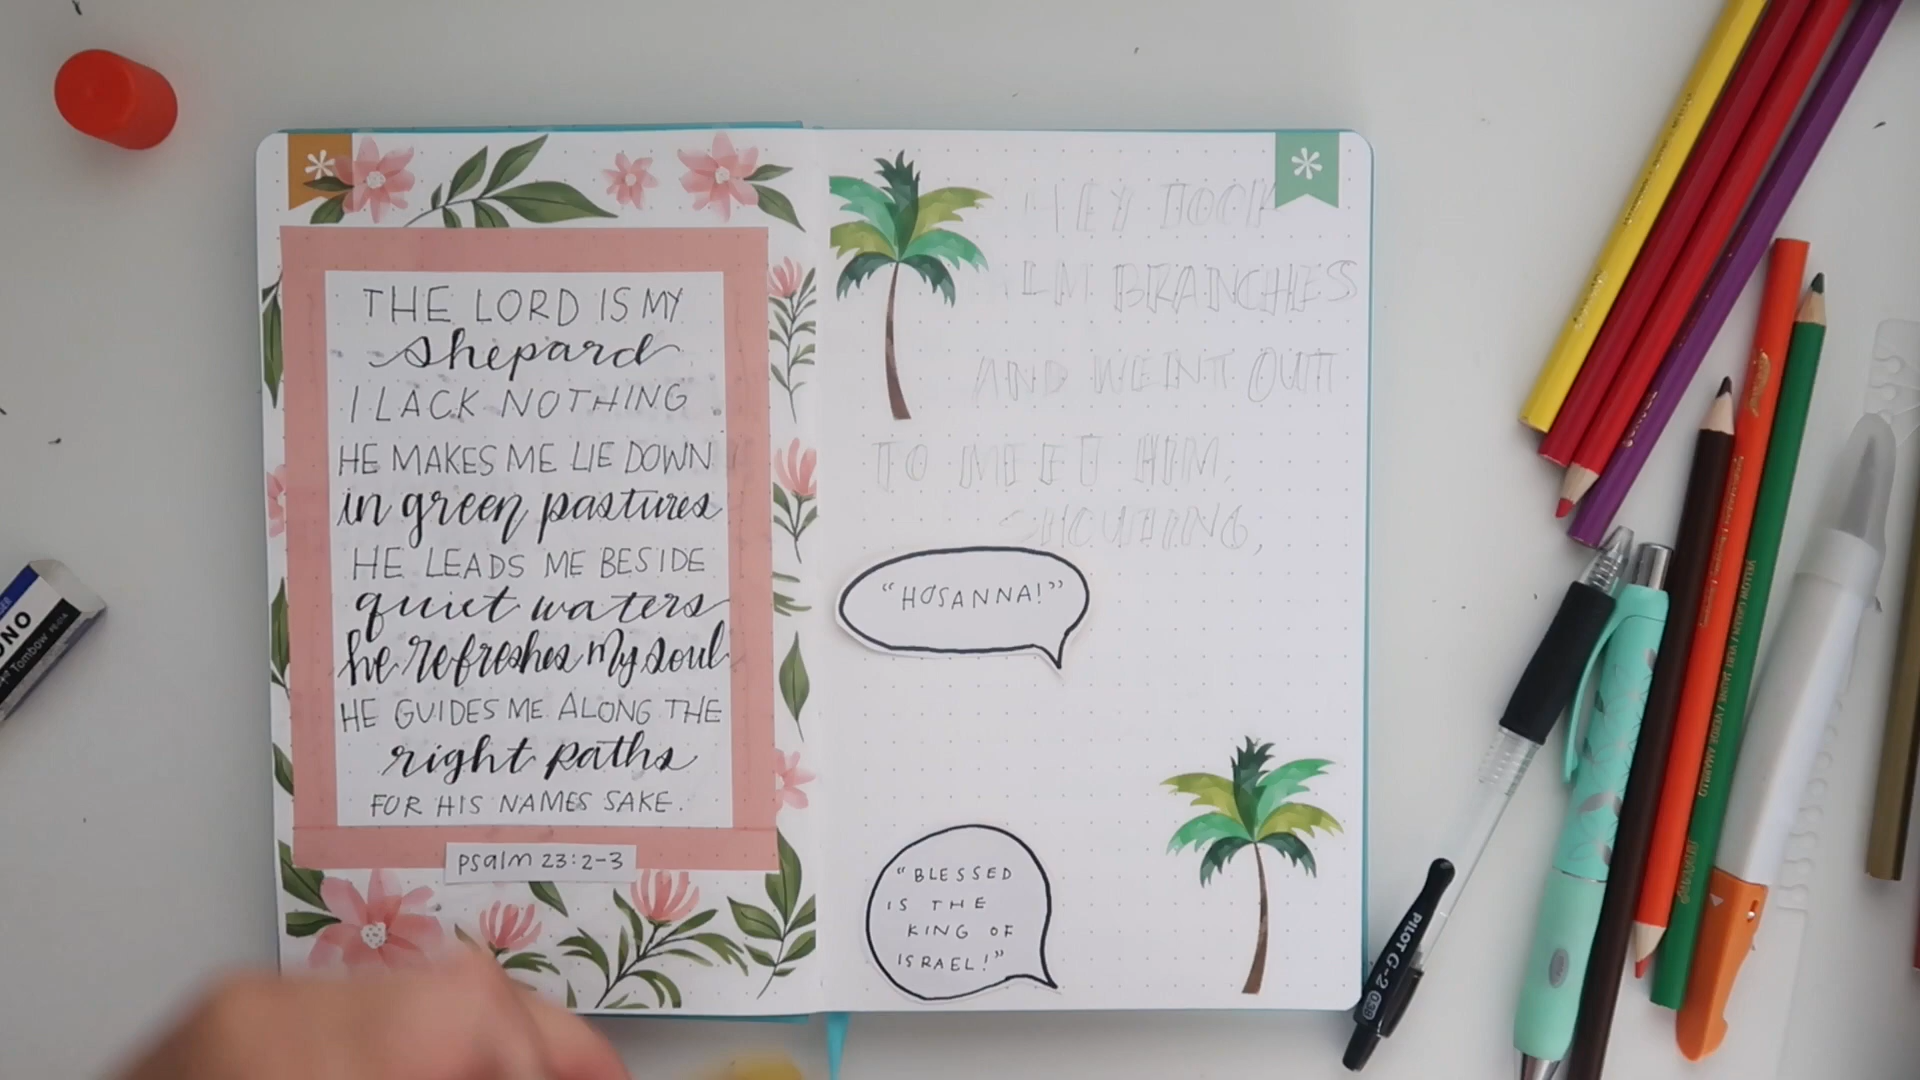 THE LORD IS MY
shepard
I LACK NOTHING
HE MAKES ME LIE DOWN
in green pastures
HE LEADS ME BESIDE
quiet waters
he refreshes my soul
HE GUIDES ME ALONG THE
right paths
FOR HIS NAMES SAKE.
psalm 23:2-3
BRANCHES
AND WENT OUT
TO MEET HIM,
SHOUTING,
"HOSANNA!"
"BLESSED
IS THE
KING OF
ISRAEL!"
PILOT G-2
Tombow